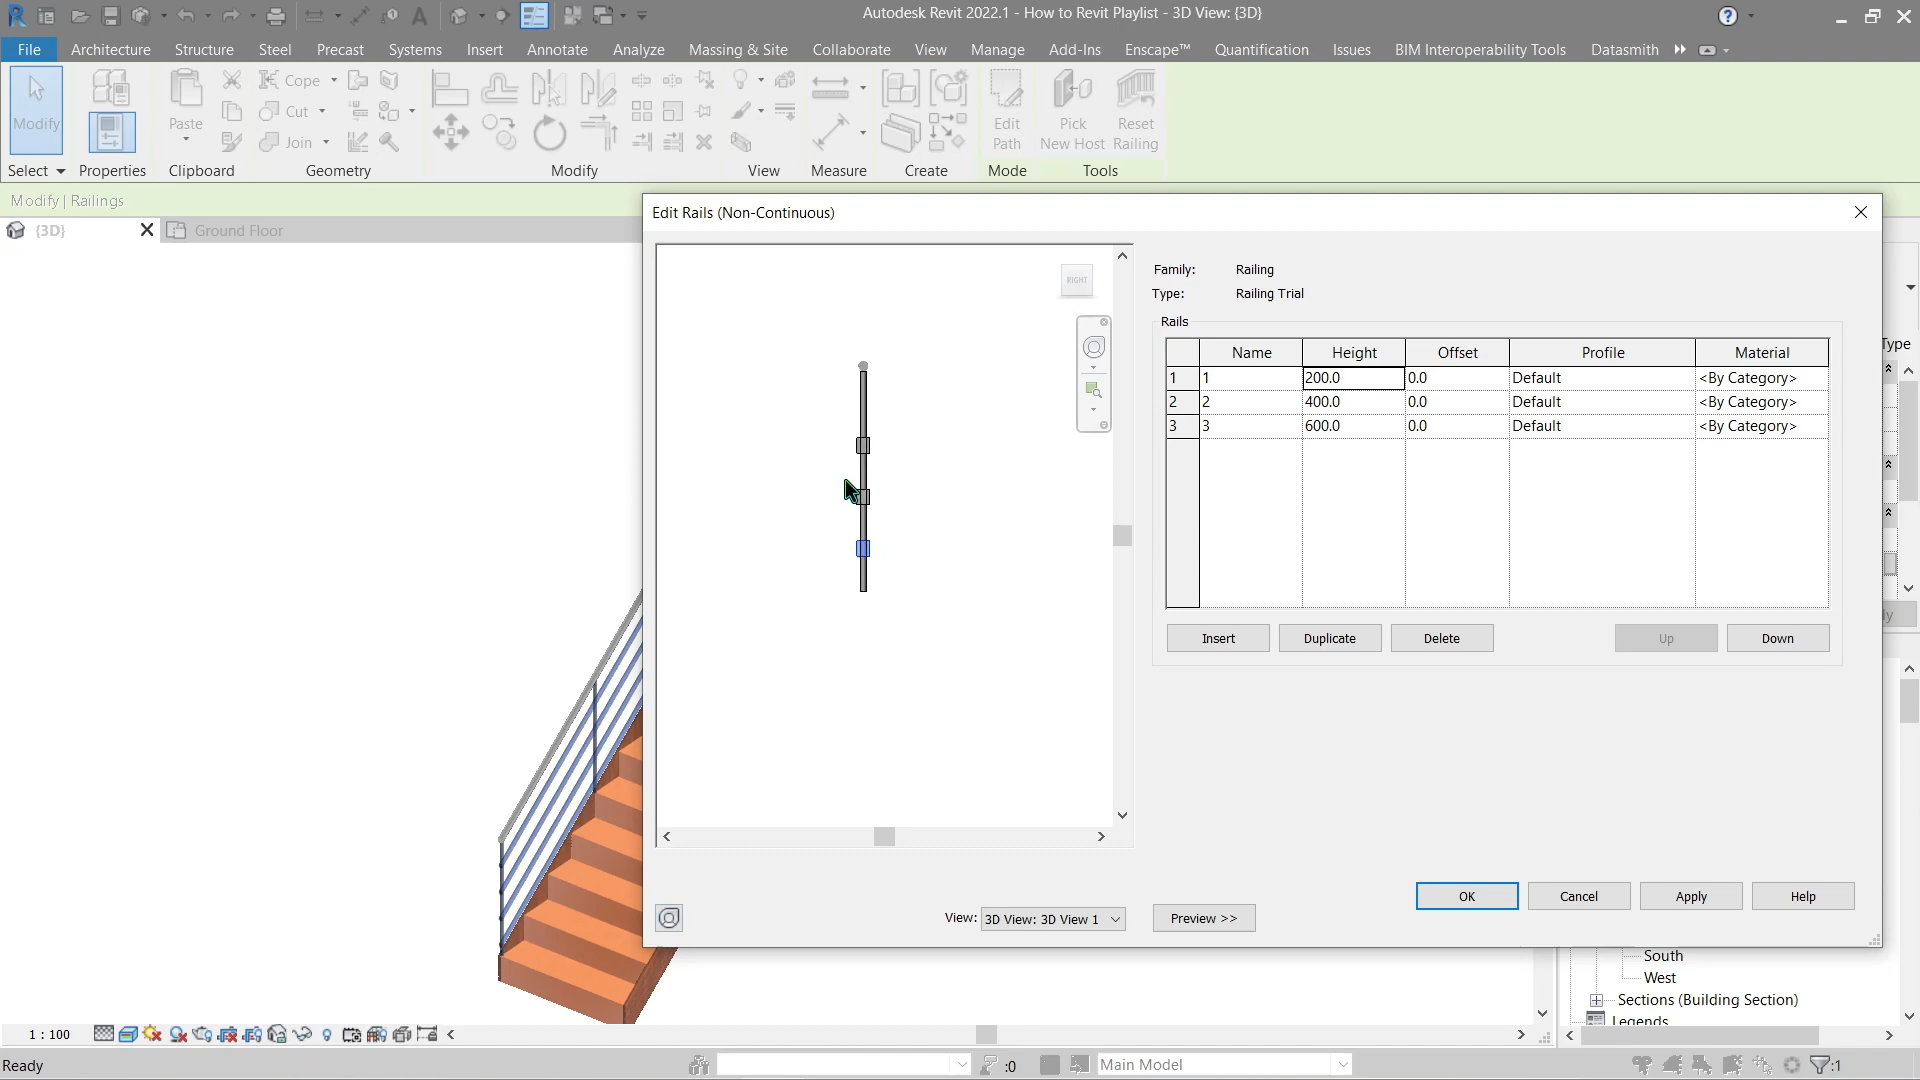 Autodesk Revit 2022.1 - How to Revit Playlist - 3D View: {3D}
File Architecture Structure Steel Precast Systems Insert Annotate Analyze Massing & Site Collaborate View Manage Add-Ins Enscape™ Quantification Issues BIM Interoperability Tools Datasmith
Modify
Paste
Cope
Cut
Join
Edit Path
Pick New Host
Reset Railing
Select Properties Clipboard Geometry Modify View Measure Create Mode Tools
Modify | Railings
{3D} Ground Floor
Edit Rails (Non-Continuous)
RIGHT
Family: Railing
Type: Railing Trial
Rails
Name Height Offset Profile Material
1 1 200.0 0.0 Default <By Category>
2 2 400.0 0.0 Default <By Category>
3 3 600.0 0.0 Default <By Category>
Insert Duplicate Delete Up Down
OK Cancel Apply Help
View: 3D View: 3D View 1 Preview >>
Type
South
West
Sections (Building Section)
Legends
1 : 100
Ready
:0
Main Model
:1